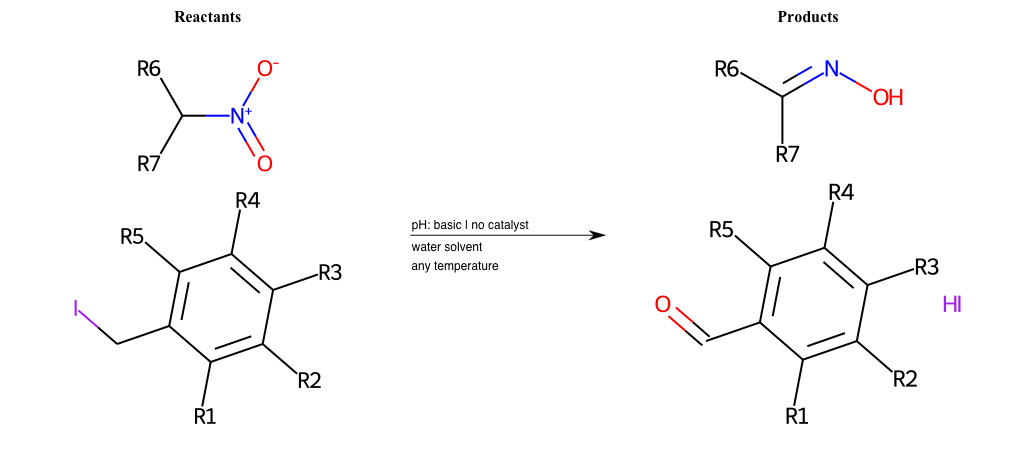 Reactants
Products
R6
O⁻
N⁺
R7
O
R6
N
OH
R7
R4
R5
R3
I
R2
R1
pH: basic | no catalyst
water solvent
any temperature
R4
R5
R3
O
HI
R2
R1